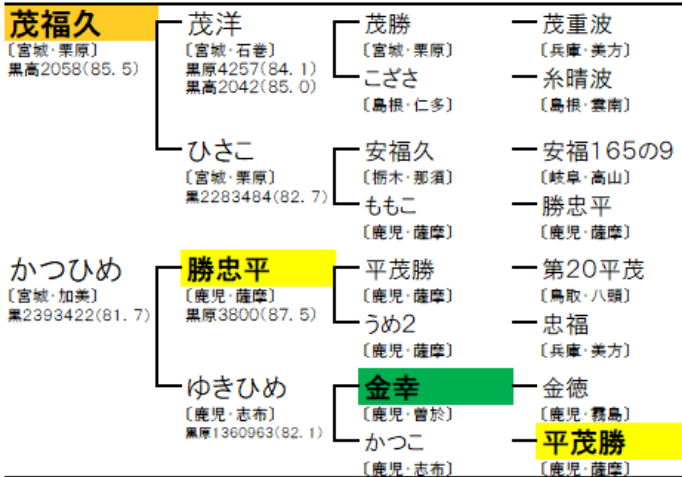 茂福久
〔宮城・栗原〕
黒高2058(85.5)
茂洋
〔宮城・石巻〕
黒原4257(84.1)
黒高2042(85.0)
茂勝
〔宮城・栗原〕
茂重波
〔兵庫・美方〕
こざさ
〔島根・仁多〕
糸晴波
〔島根・雲南〕
ひさこ
〔宮城・栗原〕
黒2283484(82.7)
安福久
〔栃木・那須〕
安福165の9
〔岐阜・高山〕
ももこ
〔鹿児・薩摩〕
勝忠平
〔鹿児・薩摩〕
かつひめ
〔宮城・加美〕
黒2393422(81.7)
勝忠平
〔鹿児・薩摩〕
黒原3800(87.5)
平茂勝
〔鹿児・薩摩〕
第20平茂
〔鳥取・八頭〕
うめ2
〔鹿児・薩摩〕
忠福
〔兵庫・美方〕
ゆきひめ
〔鹿児・志布〕
黒原1360963(82.1)
金幸
〔鹿児・曽於〕
金徳
〔鹿児・霧島〕
かつこ
〔鹿児・志布〕
平茂勝
〔鹿児・薩摩〕